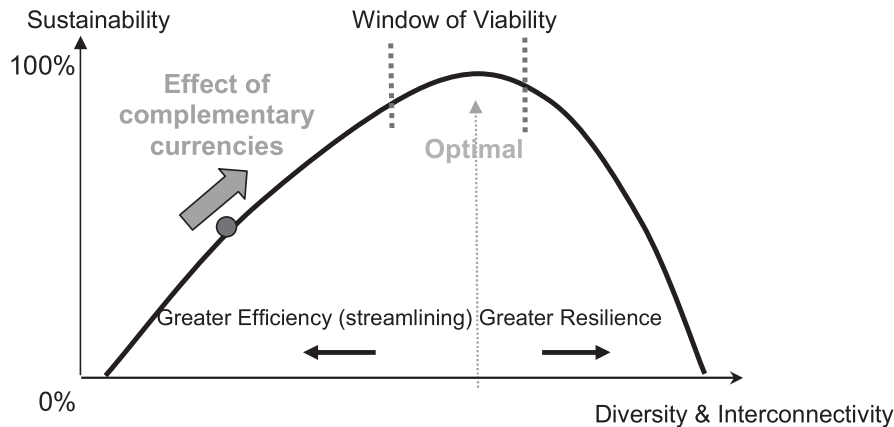 Sustainability
Window of Viability
100%
Effect of
complementary
currencies
Optimal
Greater Efficiency (streamlining) Greater Resilience
0%
Diversity & Interconnectivity